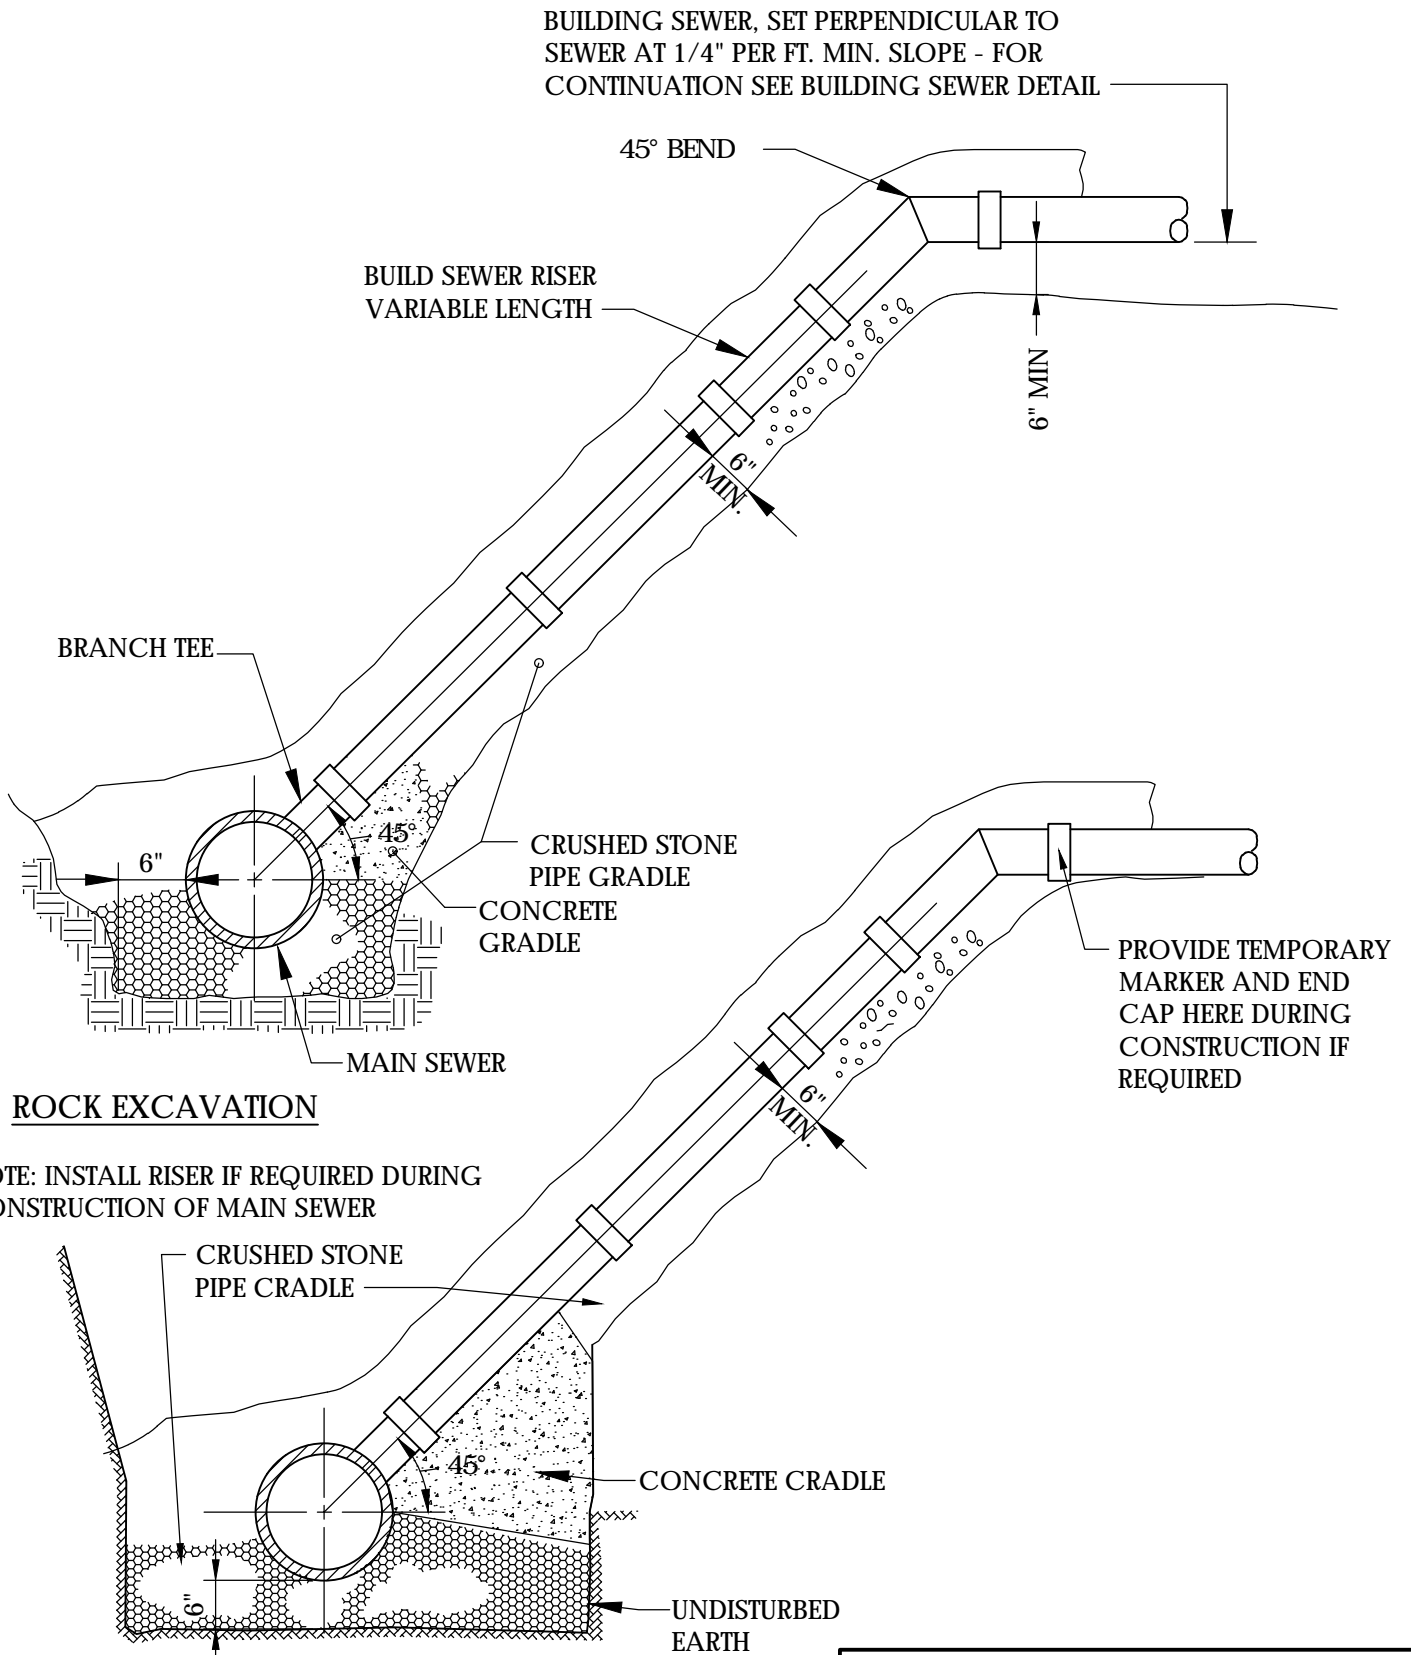 BUILDING SEWER, SET PERPENDICULAR TO
SEWER AT 1/4" PER FT. MIN. SLOPE - FOR
CONTINUATION SEE BUILDING SEWER DETAIL
45° BEND
BUILD SEWER RISER
VARIABLE LENGTH
6" MIN
6"
MIN.
BRANCH TEE
45°
6"
CRUSHED STONE
PIPE GRADLE
CONCRETE
GRADLE
MAIN SEWER
ROCK EXCAVATION
PROVIDE TEMPORARY
MARKER AND END
CAP HERE DURING
CONSTRUCTION IF
REQUIRED
6"
MIN.
OTE: INSTALL RISER IF REQUIRED DURING
ONSTRUCTION OF MAIN SEWER
CRUSHED STONE
PIPE CRADLE
45°
CONCRETE CRADLE
6"
UNDISTURBED
EARTH